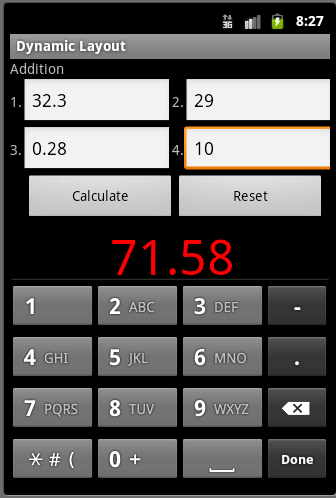 3G 8:27
Dynamic Layout
Addition
1. 32.3 2. 29
3. 0.28 4. 10
Calculate Reset
71.58
1 2 ABC 3 DEF -
4 GHI 5 JKL 6 MNO .
7 PQRS 8 TUV 9 WXYZ
* # ( 0 + Done